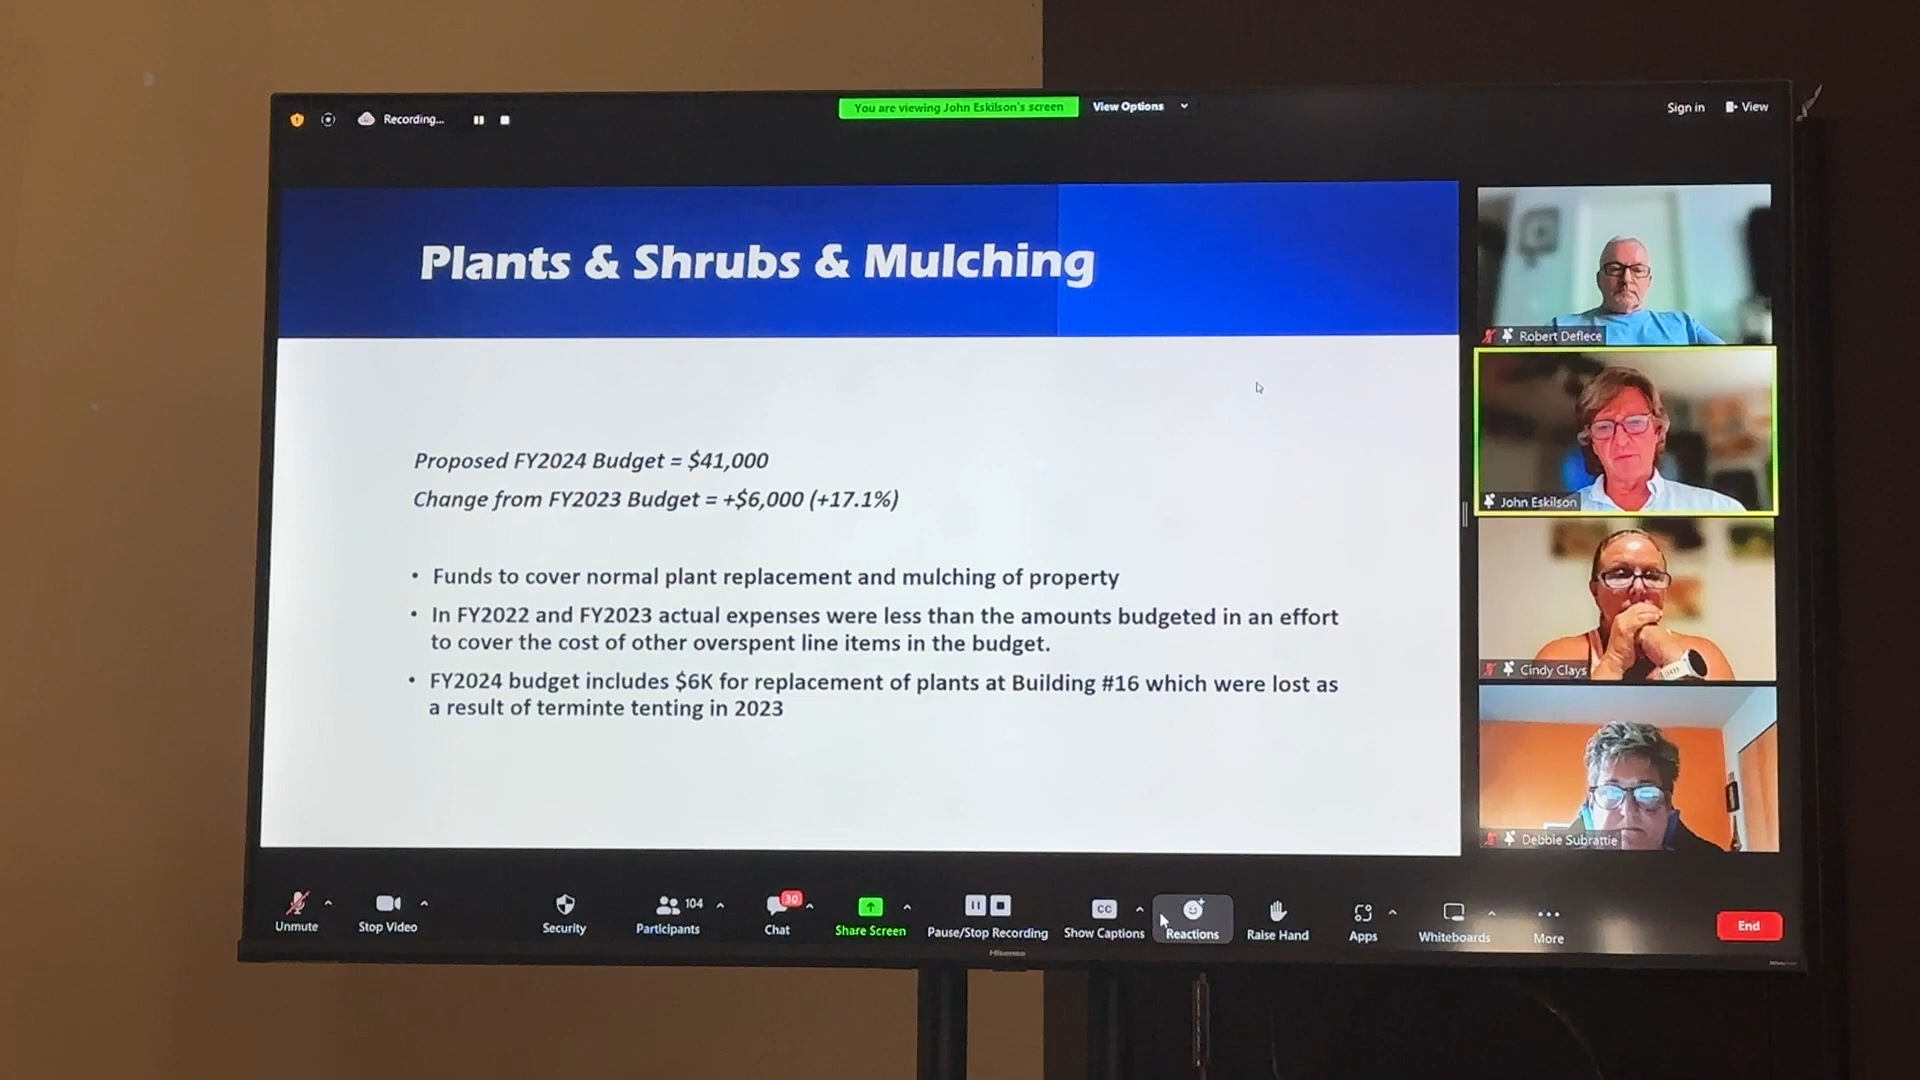 Recording...
You are viewing John Eskilson's screen
View Options
Sign in
View
Plants & Shrubs & Mulching
Proposed FY2024 Budget = $41,000
Change from FY2023 Budget = +$6,000 (+17.1%)
• Funds to cover normal plant replacement and mulching of property
• In FY2022 and FY2023 actual expenses were less than the amounts budgeted in an effort
to cover the cost of other overspent line items in the budget.
• FY2024 budget includes $6K for replacement of plants at Building #16 which were lost as
a result of terminte tenting in 2023
Robert Deflece
John Eskilson
Cindy Clays
Debbie Subrattie
Unmute
Stop Video
Security
104
Participants
30
Chat
Share Screen
Pause/Stop Recording
CC
Show Captions
Reactions
Raise Hand
Apps
Whiteboards
More
End
Hisense